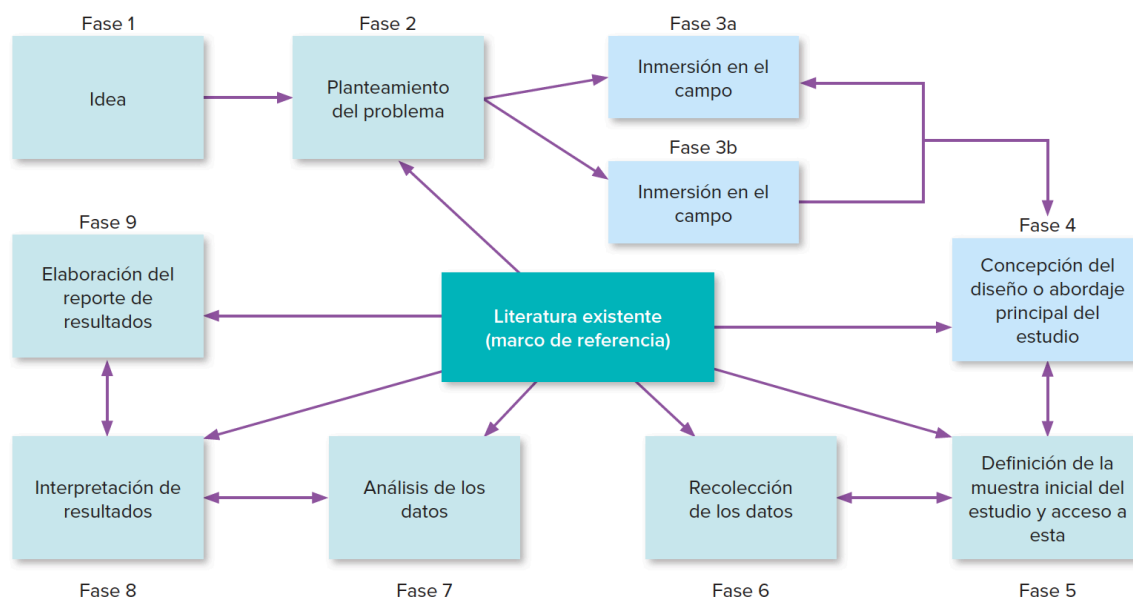 Fase 1
Idea
Fase 2
Planteamiento
del problema
Fase 3a
Inmersión en el
campo
Fase 3b
Inmersión en el
campo
Fase 4
Concepción del
diseño o abordaje
principal del
estudio
Fase 9
Elaboración del
reporte de
resultados
Literatura existente
(marco de referencia)
Interpretación de
resultados
Fase 8
Análisis de los
datos
Fase 7
Recolección
de los datos
Fase 6
Definición de la
muestra inicial del
estudio y acceso a
esta
Fase 5